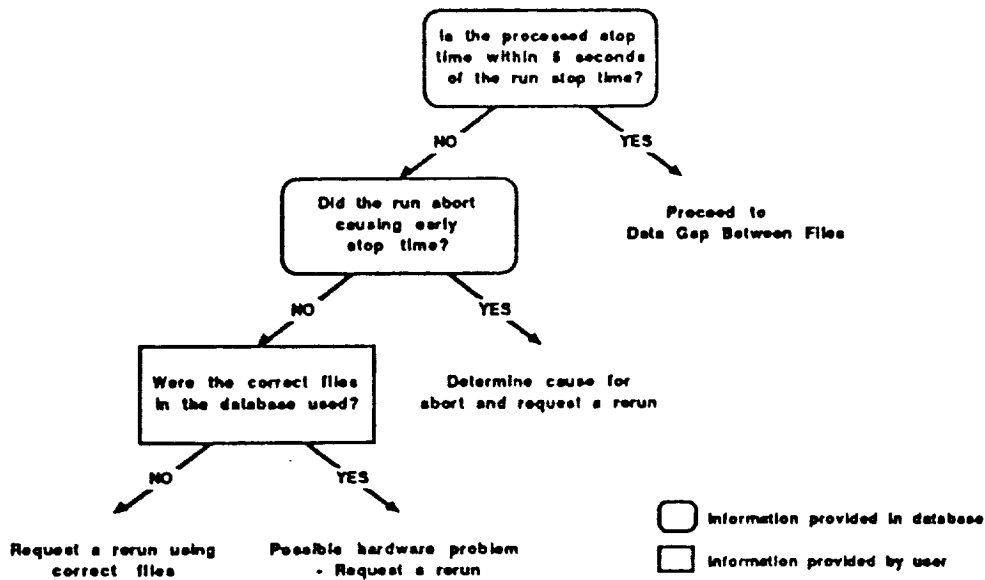 Is the processed stop
time within 5 seconds
of the run stop time?
NO
YES
Did the run abort
causing early
stop time?
Proceed to
Data Gap Between Files
NO
YES
Were the correct files
in the database used?
Determine cause for
abort and request a rerun
NO
YES
Request a rerun using
correct files
Possible hardware problem
- Request a rerun
Information provided in database
Information provided by user